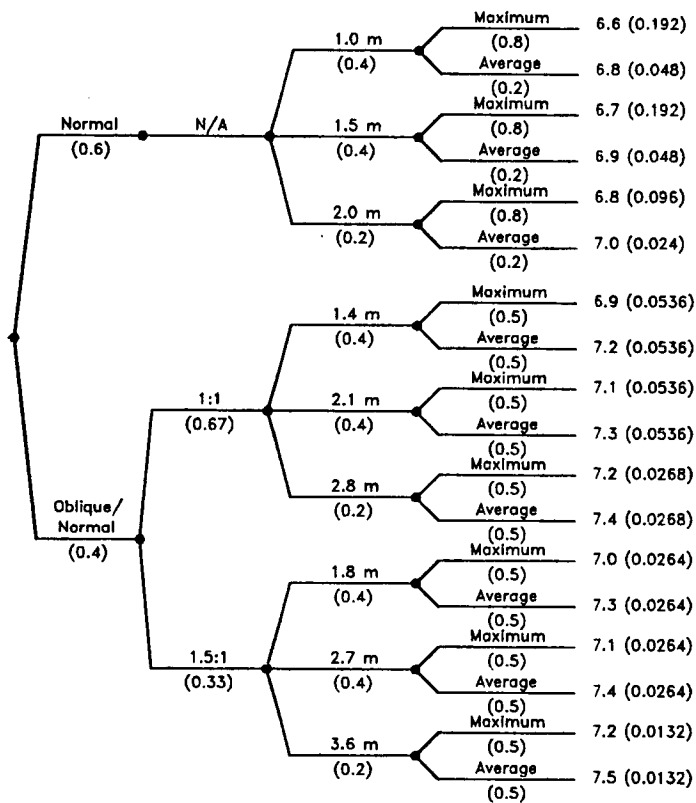 Maximum 6.6 (0.192)
1.0 m (0.8)
(0.4) Average 6.8 (0.048)
(0.2)
Maximum 6.7 (0.192)
Normal N/A 1.5 m (0.8)
(0.6) (0.4) Average 6.9 (0.048)
(0.2)
Maximum 6.8 (0.096)
2.0 m (0.8)
(0.2) Average 7.0 (0.024)
(0.2)
Maximum 6.9 (0.0536)
1.4 m (0.5)
(0.4) Average 7.2 (0.0536)
(0.5)
Maximum 7.1 (0.0536)
1:1 2.1 m (0.5)
(0.67) (0.4) Average 7.3 (0.0536)
(0.5)
Maximum 7.2 (0.0268)
2.8 m (0.5)
(0.2) Average 7.4 (0.0268)
(0.5)
Oblique/
Normal
(0.4)
Maximum 7.0 (0.0264)
1.8 m (0.5)
(0.4) Average 7.3 (0.0264)
(0.5)
Maximum 7.1 (0.0264)
1.5:1 2.7 m (0.5)
(0.33) (0.4) Average 7.4 (0.0264)
(0.5)
Maximum 7.2 (0.0132)
3.6 m (0.5)
(0.2) Average 7.5 (0.0132)
(0.5)